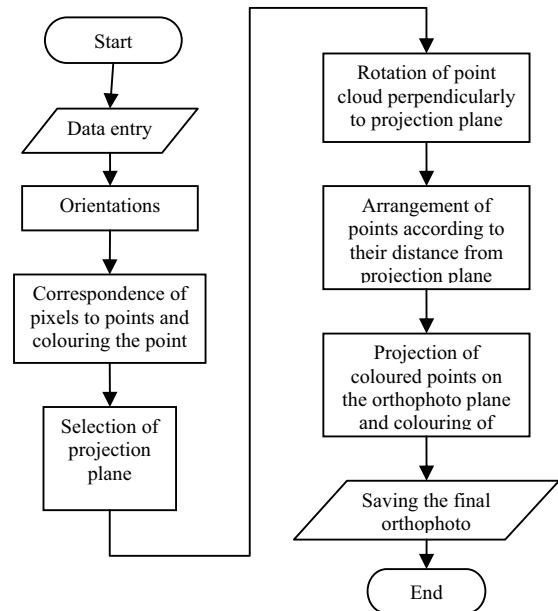 Start
Data entry
Orientations
Correspondence of
pixels to points and
colouring the point
Selection of
projection
plane
Rotation of point
cloud perpendicularly
to projection plane
Arrangement of
points according to
their distance from
projection plane
Projection of
coloured points on
the orthophoto plane
and colouring of
Saving the final
orthophoto
End